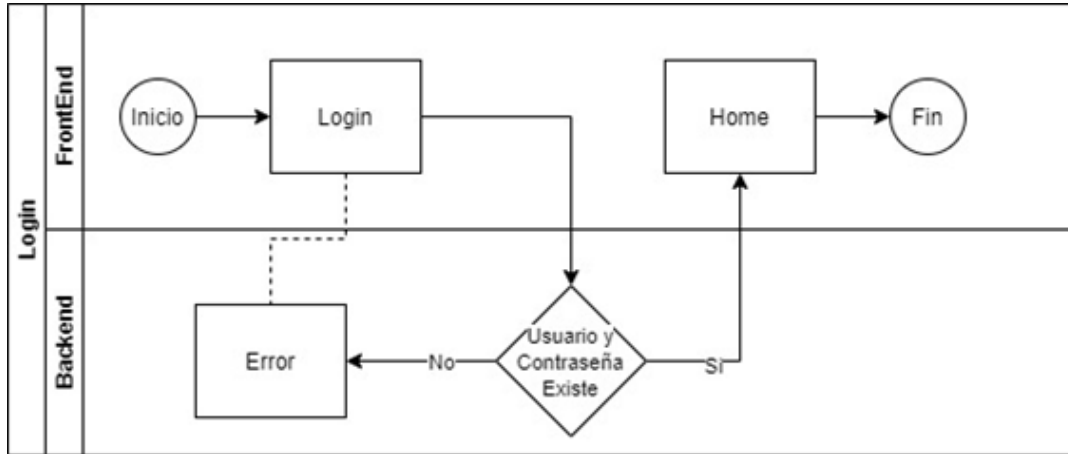 Login
FrontEnd
Inicio
Login
Home
Fin
Backend
Error
No
Usuario y
Contraseña
Existe
Si